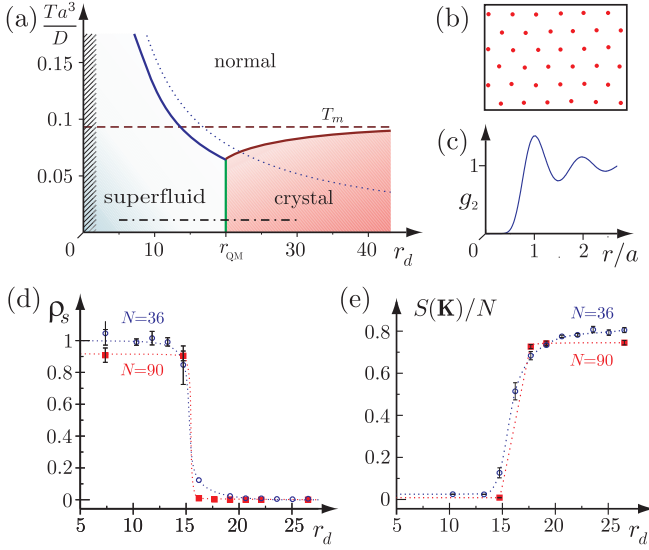 (a)
Ta³/D
0.15
0.1
0.05
0
10
r_QM
30
40
r_d
normal
T_m
superfluid
crystal
(b)
(c)
1
g₂
0
1
2
r/a
(d)
ρ_s
N=36
N=90
1
0.8
0.6
0.4
0.2
0
5
10
15
20
25
r_d
(e)
S(K)/N
N=36
N=90
0.8
0.6
0.4
0.2
0
5
10
15
20
25
r_d